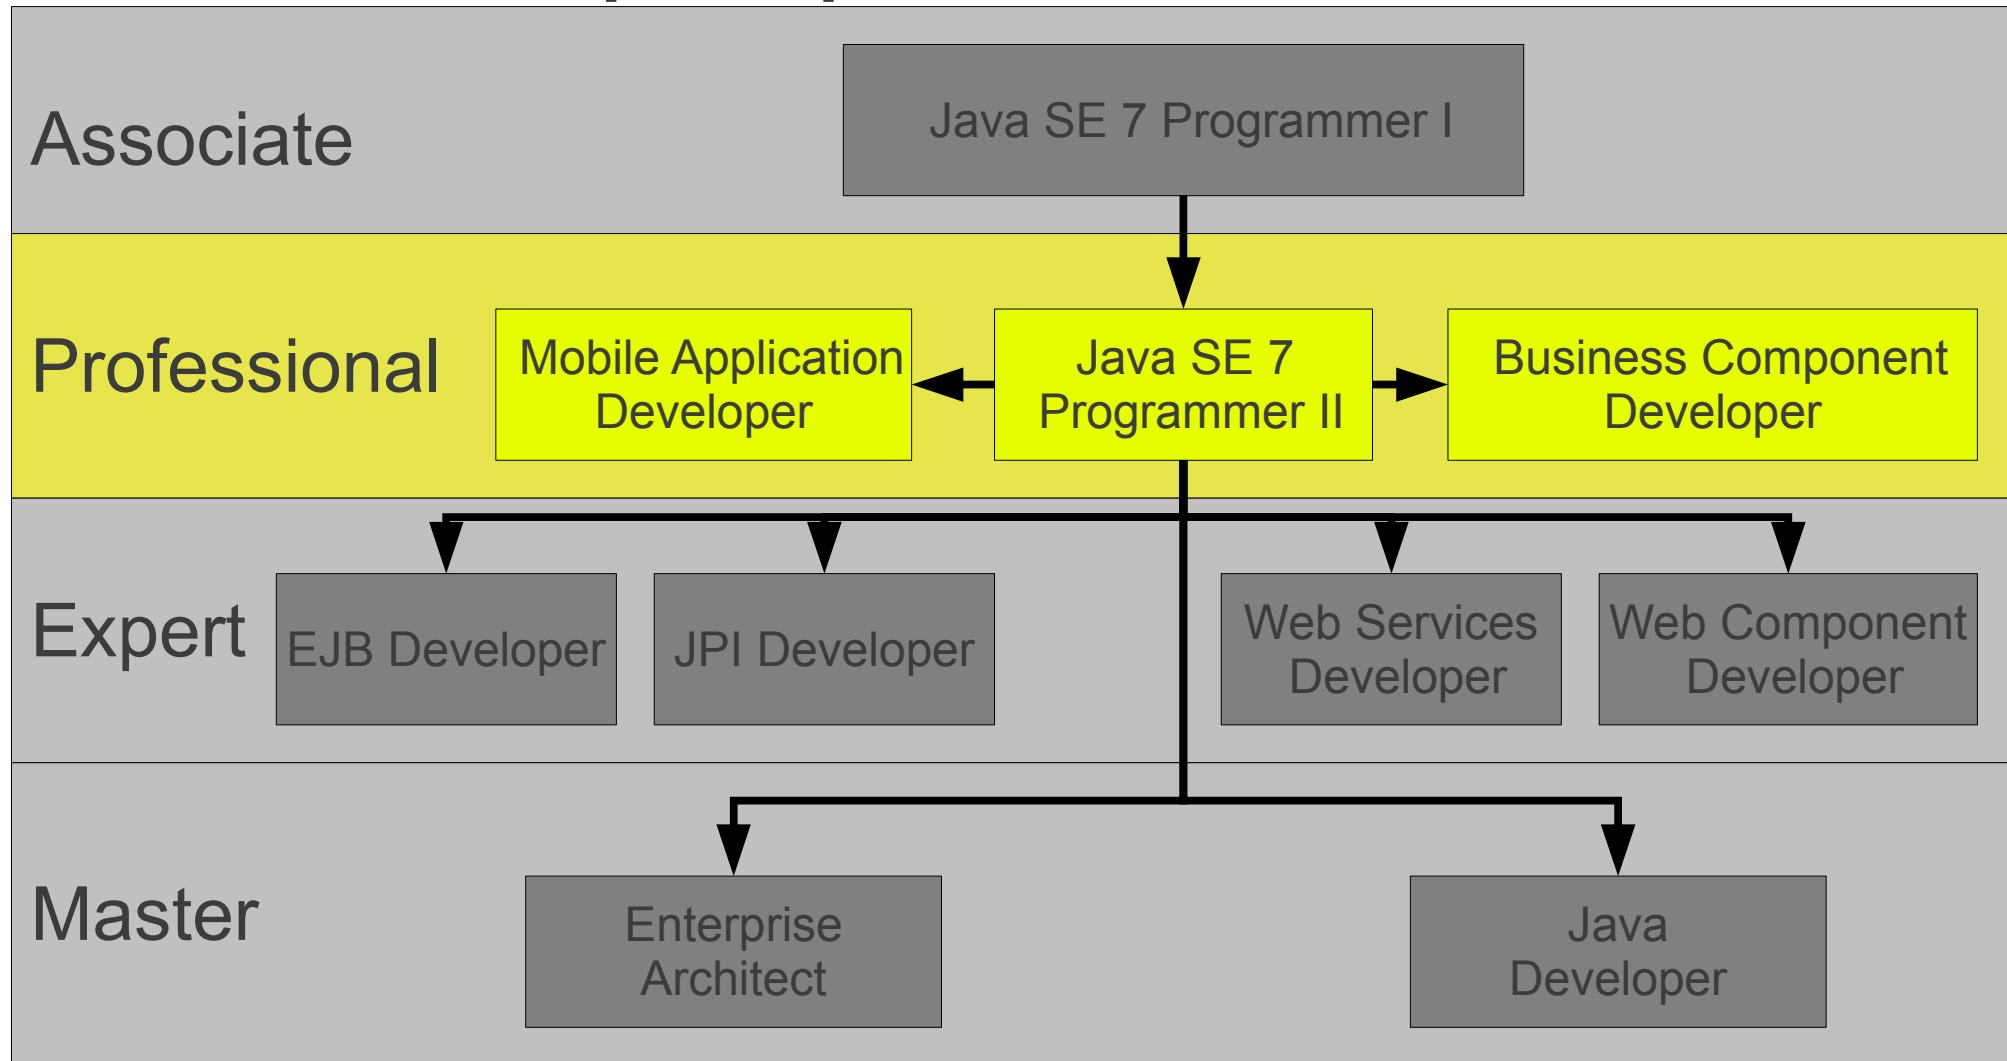 Associate
Java SE 7 Programmer I
Professional
Mobile Application
Developer
Java SE 7
Programmer II
Business Component
Developer
Expert
EJB Developer
JPI Developer
Web Services
Developer
Web Component
Developer
Master
Enterprise
Architect
Java
Developer